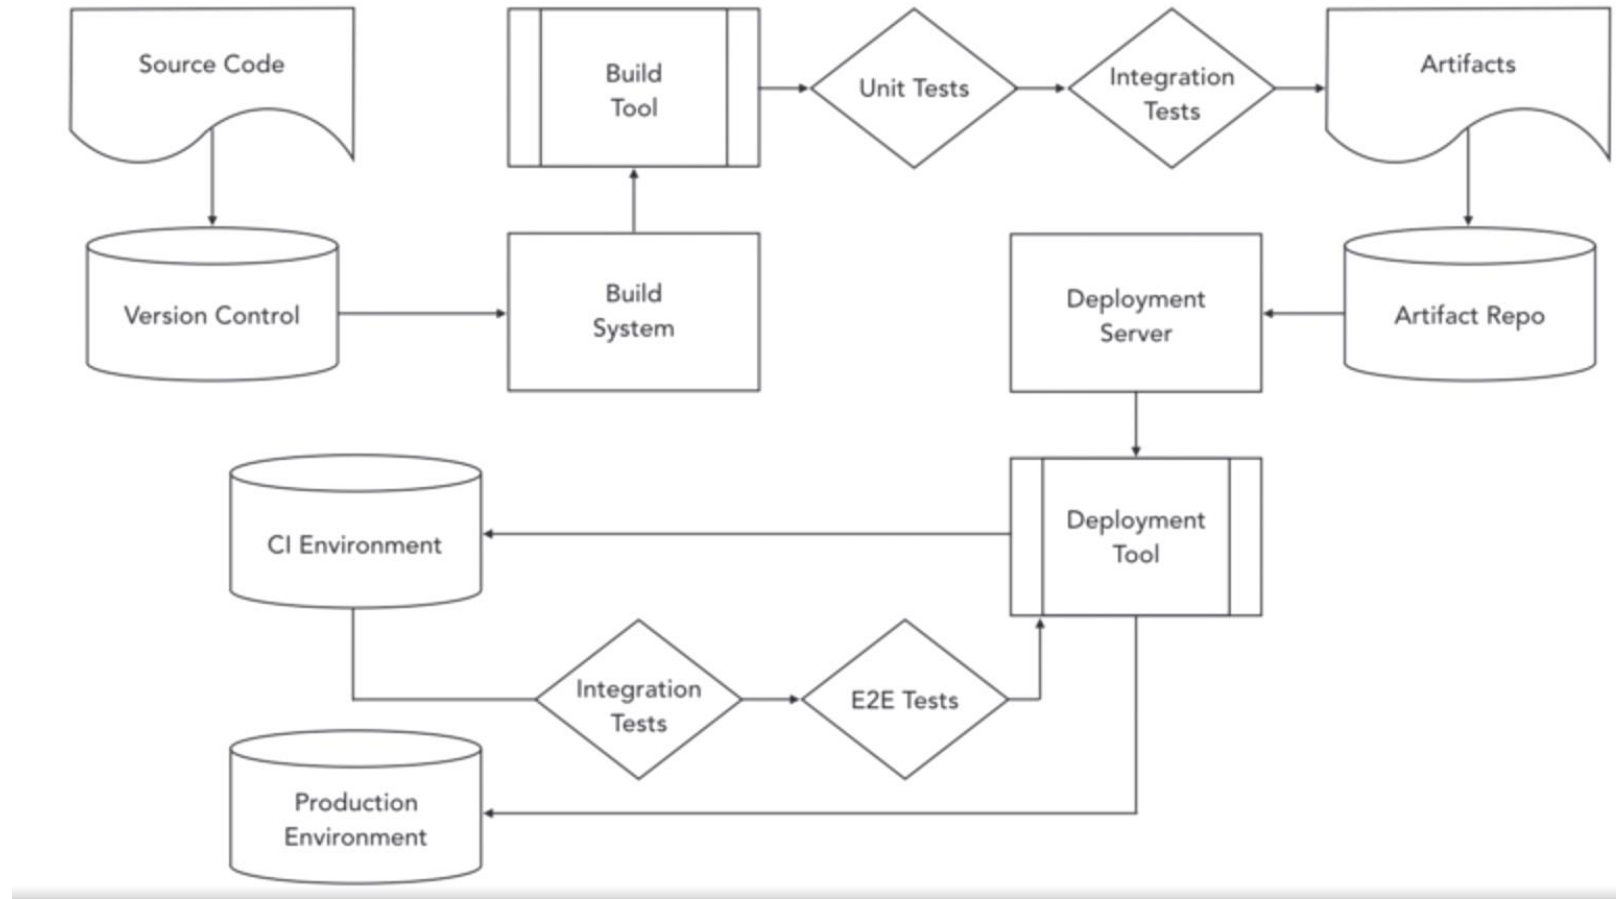 Source Code
Build
Tool
Unit Tests
Integration
Tests
Artifacts
Version Control
Build
System
Deployment
Server
Artifact Repo
CI Environment
Deployment
Tool
Integration
Tests
E2E Tests
Production
Environment